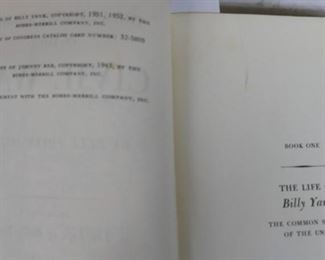 OF BILLY YANK, COPYRIGHT, 1951, 1952, BY THE
BOBBS-MERRILL COMPANY, INC.
OF CONGRESS CATALOG CARD NUMBER: 52-5809
OF JOHNNY REB, COPYRIGHT, 1943, BY THE
BOBBS-MERRILL COMPANY, INC.
WITH THE BOBBS-MERRILL COMPANY, INC.
BOOK ONE
THE LIFE
Billy Yan
THE COMMON S
OF THE UN